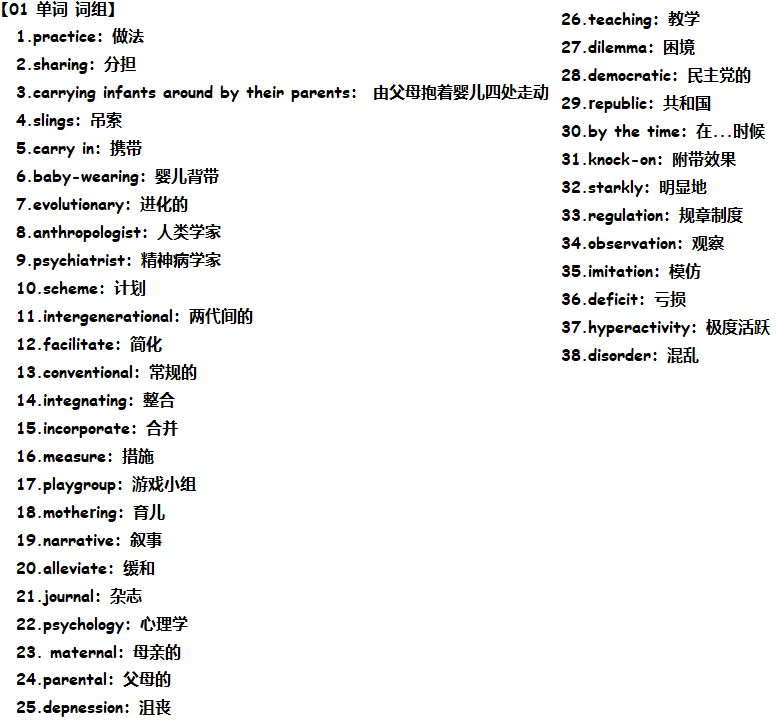 【01 单词 词组】
1.practice: 做法
2.sharing: 分担
3.carrying infants around by their parents: 由父母抱着婴儿四处走动
4.slings: 吊索
5.carry in: 携带
6.baby-wearing: 婴儿背带
7.evolutionary: 进化的
8.anthropologist: 人类学家
9.psychiatrist: 精神病学家
10.scheme: 计划
11.intergenerational: 两代间的
12.facilitate: 简化
13.conventional: 常规的
14.integnating: 整合
15.incorporate: 合并
16.measure: 措施
17.playgroup: 游戏小组
18.mothering: 育儿
19.narrative: 叙事
20.alleviate: 缓和
21.journal: 杂志
22.psychology: 心理学
23. maternal: 母亲的
24.parental: 父母的
25.depnession: 沮丧
26.teaching: 教学
27.dilemma: 困境
28.democratic: 民主党的
29.republic: 共和国
30.by the time: 在...时候
31.knock-on: 附带效果
32.starkly: 明显地
33.regulation: 规章制度
34.observation: 观察
35.imitation: 模仿
36.deficit: 亏损
37.hyperactivity: 极度活跃
38.disorder: 混乱